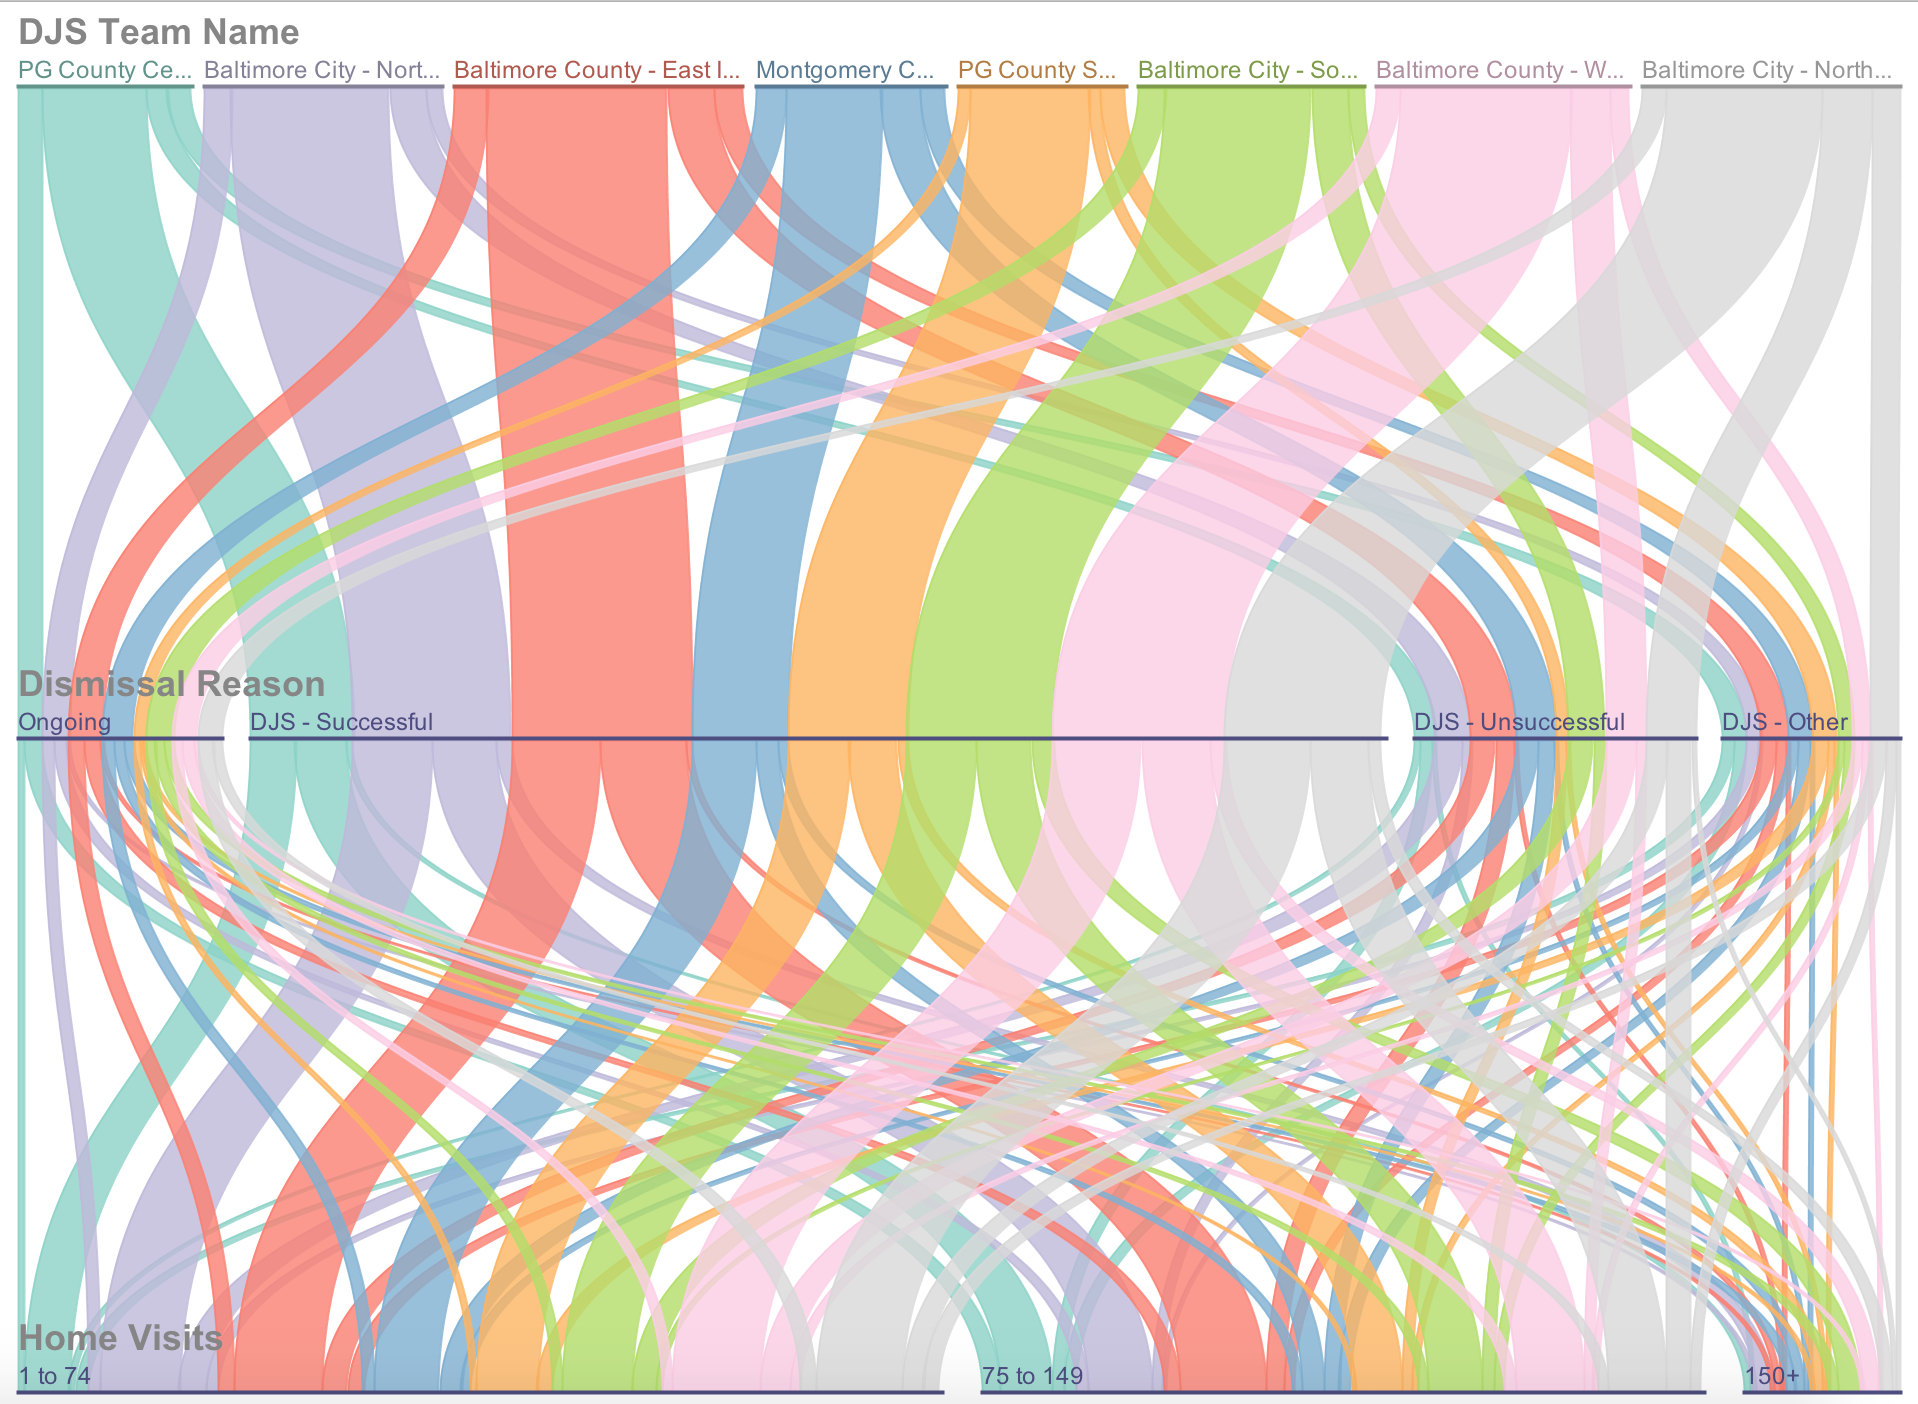 DJS Team Name
PG County Ce... Baltimore City - Nort... Baltimore County - East I... Montgomery C... PG County S... Baltimore City - So... Baltimore County - W... Baltimore City - North...
Dismissal Reason
Ongoing DJS - Successful DJS - Unsuccessful DJS - Other
Home Visits
1 to 74 75 to 149 150+